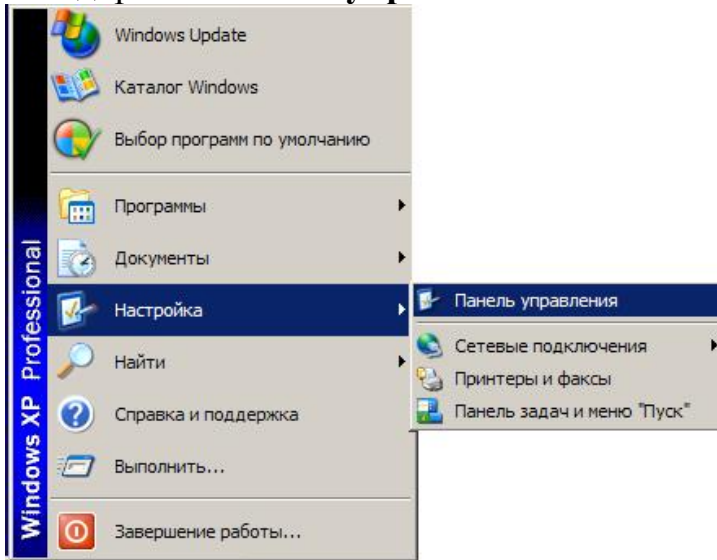 Windows Update
Каталог Windows
Выбор программ по умолчанию
Программы
Документы
Настройка
Найти
Справка и поддержка
Выполнить...
Завершение работы...
Панель управления
Сетевые подключения
Принтеры и факсы
Панель задач и меню "Пуск"
Windows XP Professional